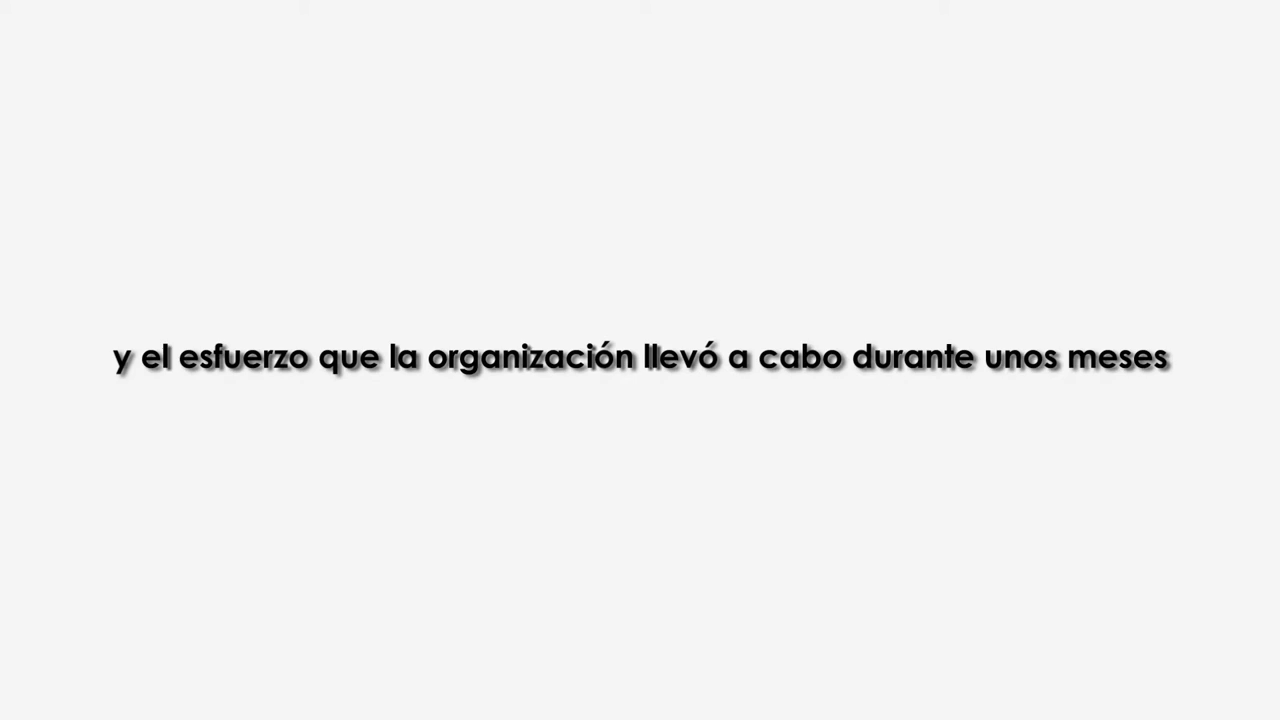 y el esfuerzo que la organización llevó a cabo durante unos meses